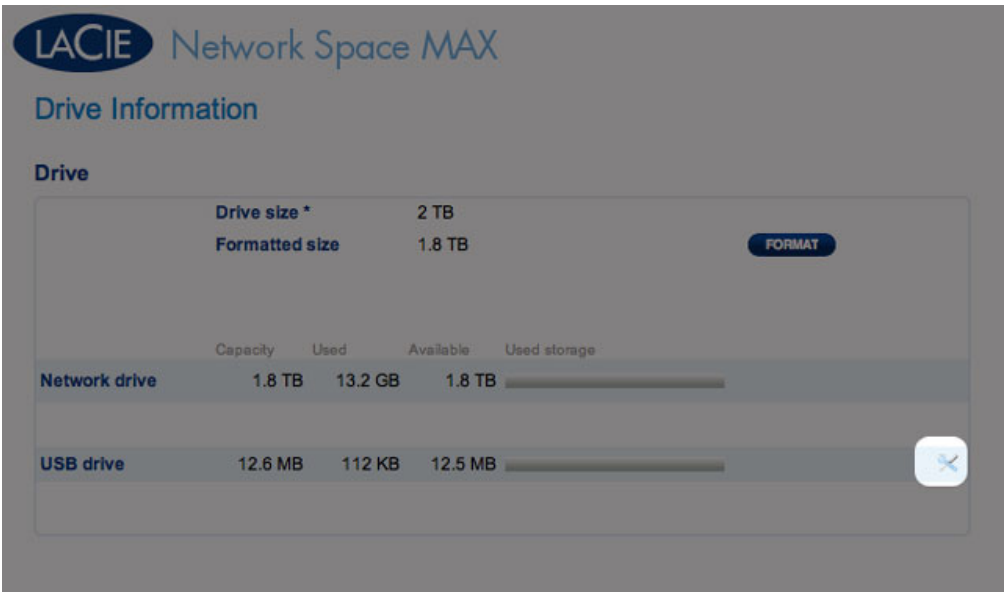 LACIE Network Space MAX
Drive Information
Drive
Drive size * 2 TB
Formatted size 1.8 TB FORMAT
Capacity Used Available Used storage
Network drive 1.8 TB 13.2 GB 1.8 TB
USB drive 12.6 MB 112 KB 12.5 MB